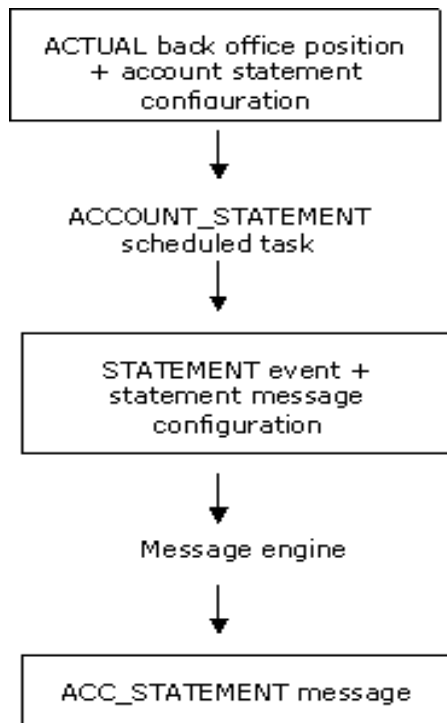 ACTUAL back office position
+ account statement
configuration
ACCOUNT_STATEMENT
scheduled task
STATEMENT event +
statement message
configuration
Message engine
ACC_STATEMENT message